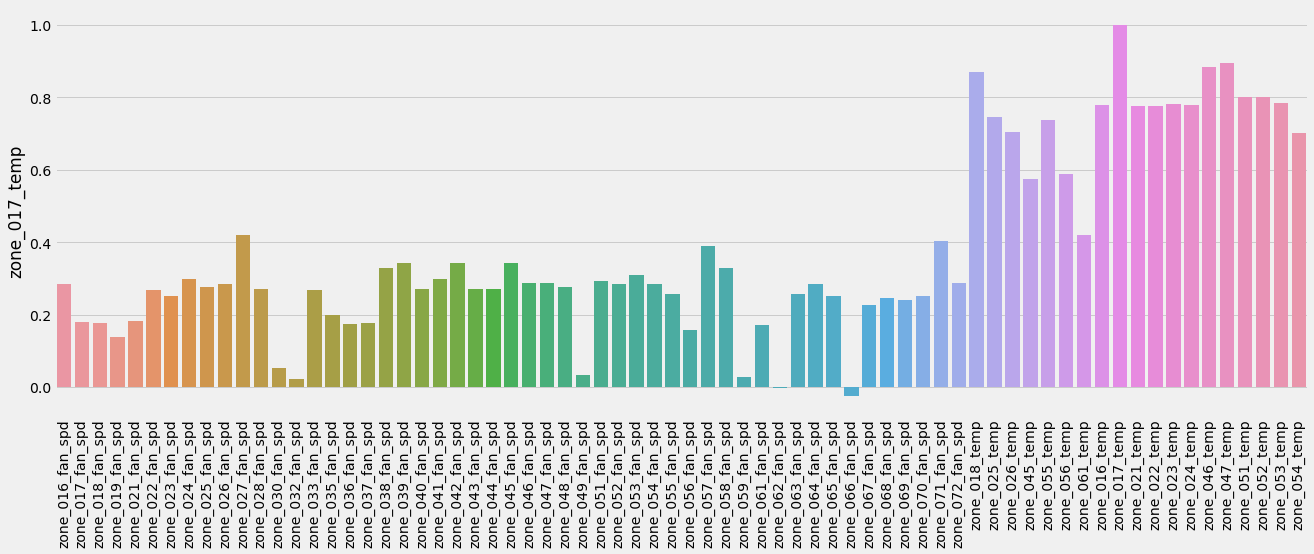 1.0
0.8
0.6
0.4
0.2
0.0
zone_017_temp
zone_016_fan_spd
zone_017_fan_spd
zone_018_fan_spd
zone_019_fan_spd
zone_021_fan_spd
zone_022_fan_spd
zone_023_fan_spd
zone_024_fan_spd
zone_025_fan_spd
zone_026_fan_spd
zone_027_fan_spd
zone_028_fan_spd
zone_030_fan_spd
zone_032_fan_spd
zone_033_fan_spd
zone_035_fan_spd
zone_036_fan_spd
zone_037_fan_spd
zone_038_fan_spd
zone_039_fan_spd
zone_040_fan_spd
zone_041_fan_spd
zone_042_fan_spd
zone_043_fan_spd
zone_044_fan_spd
zone_045_fan_spd
zone_046_fan_spd
zone_047_fan_spd
zone_048_fan_spd
zone_049_fan_spd
zone_051_fan_spd
zone_052_fan_spd
zone_053_fan_spd
zone_054_fan_spd
zone_055_fan_spd
zone_056_fan_spd
zone_057_fan_spd
zone_058_fan_spd
zone_059_fan_spd
zone_061_fan_spd
zone_062_fan_spd
zone_063_fan_spd
zone_064_fan_spd
zone_065_fan_spd
zone_066_fan_spd
zone_067_fan_spd
zone_068_fan_spd
zone_069_fan_spd
zone_070_fan_spd
zone_071_fan_spd
zone_072_fan_spd
zone_018_temp
zone_025_temp
zone_026_temp
zone_045_temp
zone_055_temp
zone_056_temp
zone_061_temp
zone_016_temp
zone_017_temp
zone_021_temp
zone_022_temp
zone_023_temp
zone_024_temp
zone_046_temp
zone_047_temp
zone_051_temp
zone_052_temp
zone_053_temp
zone_054_temp